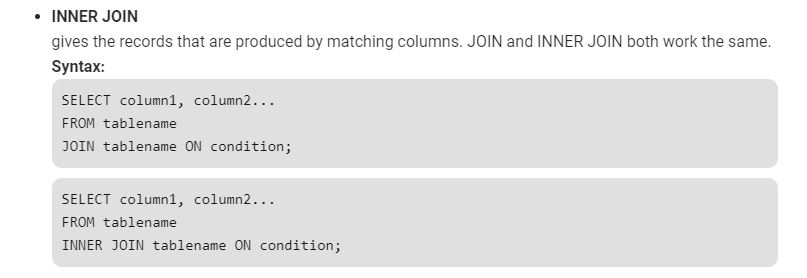 INNER JOIN
gives the records that are produced by matching columns. JOIN and INNER JOIN both work the same.
Syntax:
SELECT column1, column2...
FROM tablename
JOIN tablename ON condition;
SELECT column1, column2...
FROM tablename
INNER JOIN tablename ON condition;